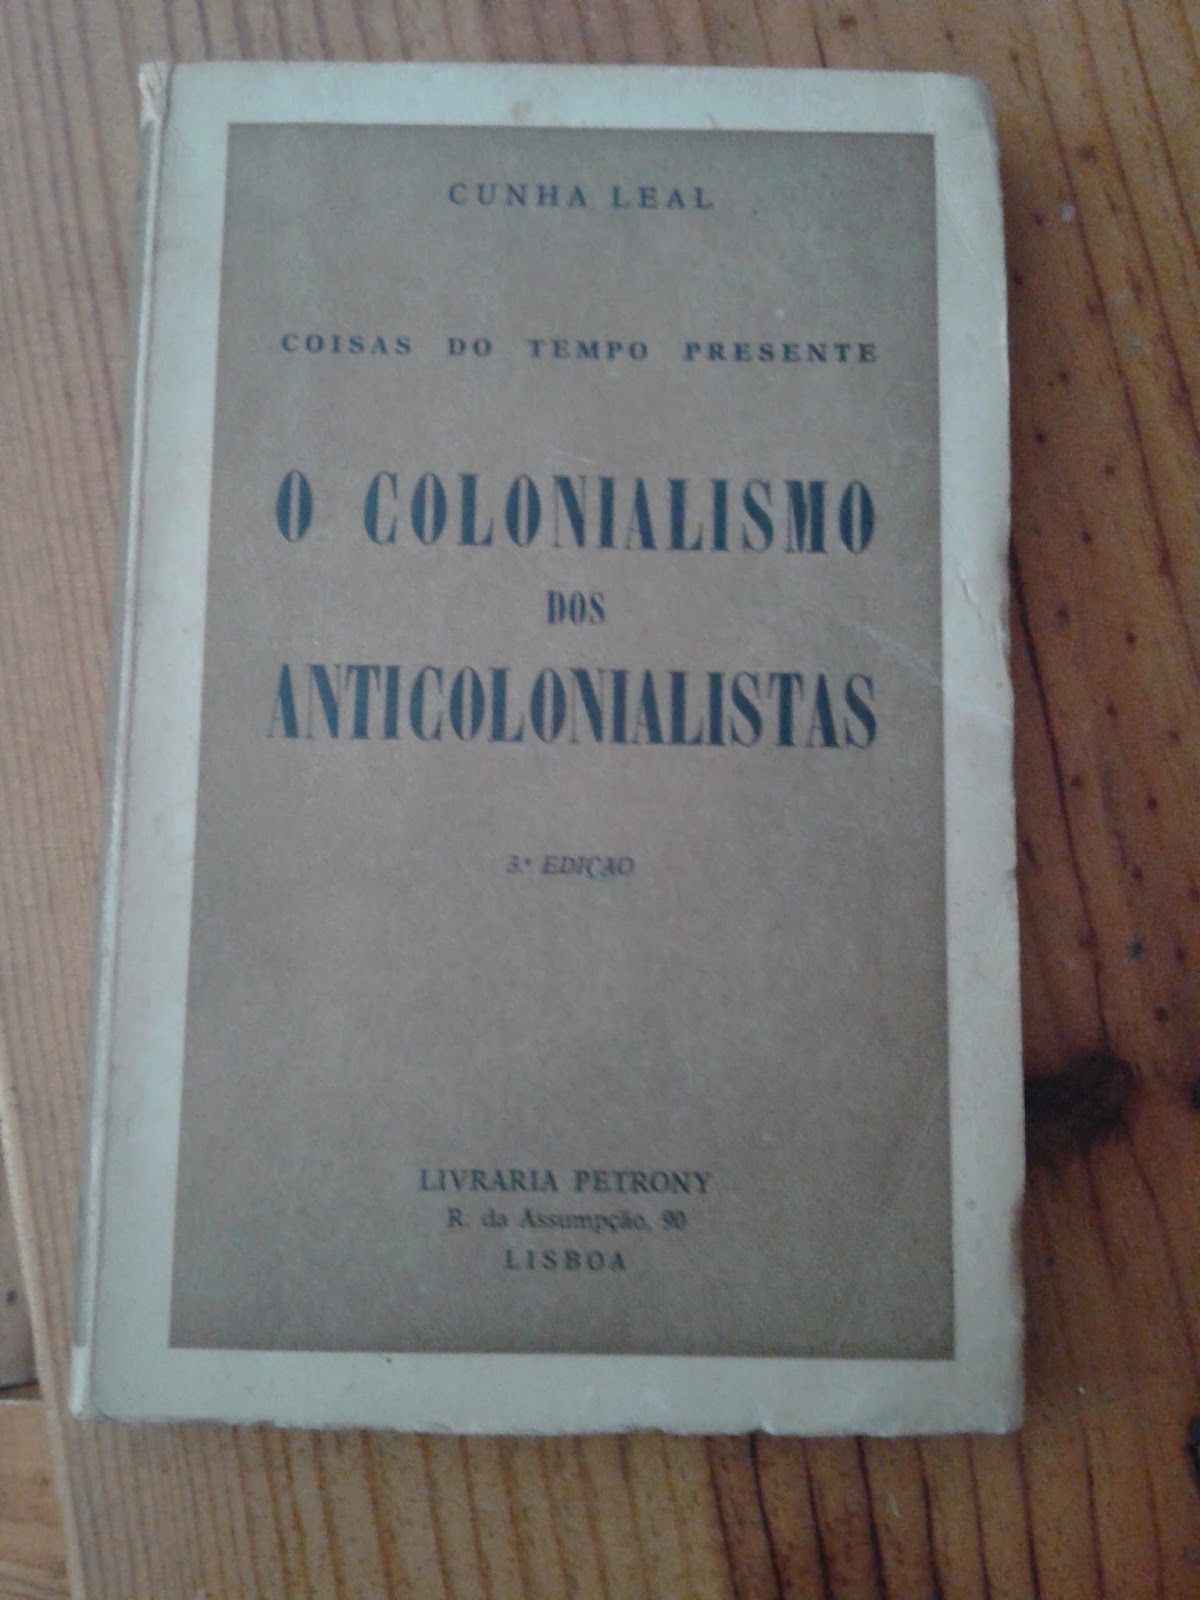 CUNHA LEAL
COISAS DO TEMPO PRESENTE
O COLONIALISMO
DOS
ANTICOLONIALISTAS
3.ª EDIÇÃO
LIVRARIA PETRONY
R. da Assumpção, 90
LISBOA